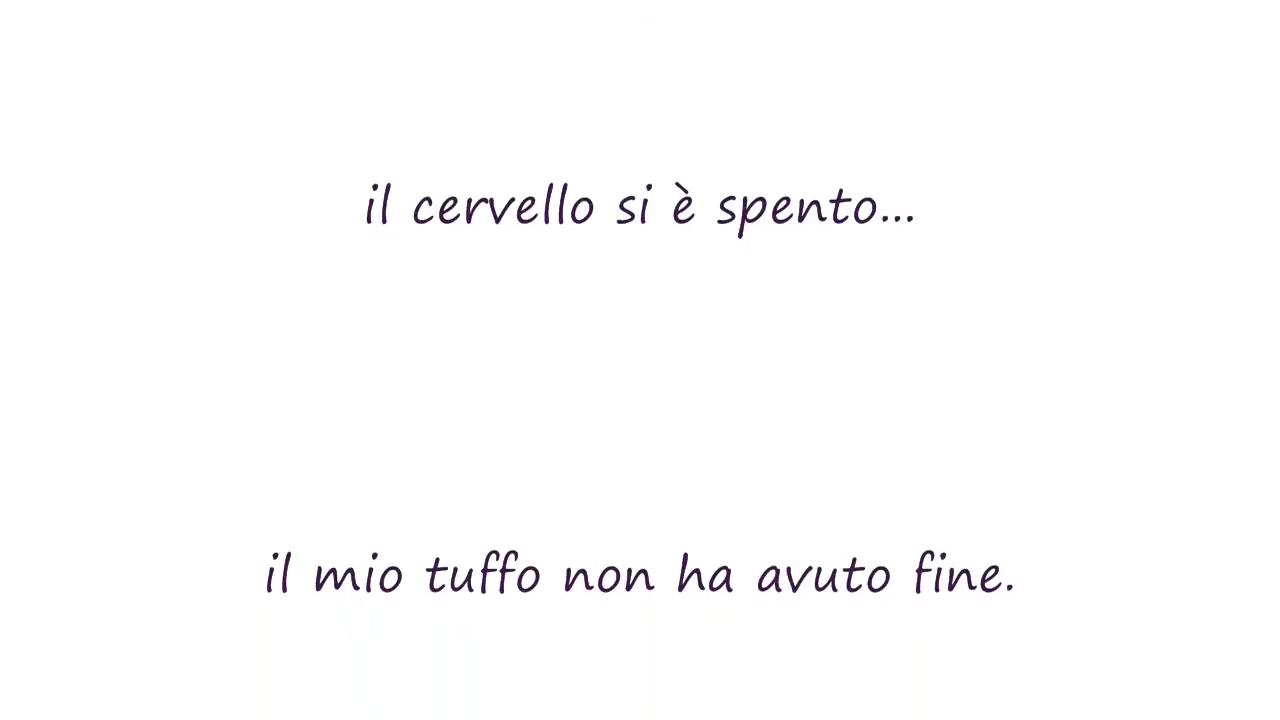 il cervello si è spento...
il mio tuffo non ha avuto fine.